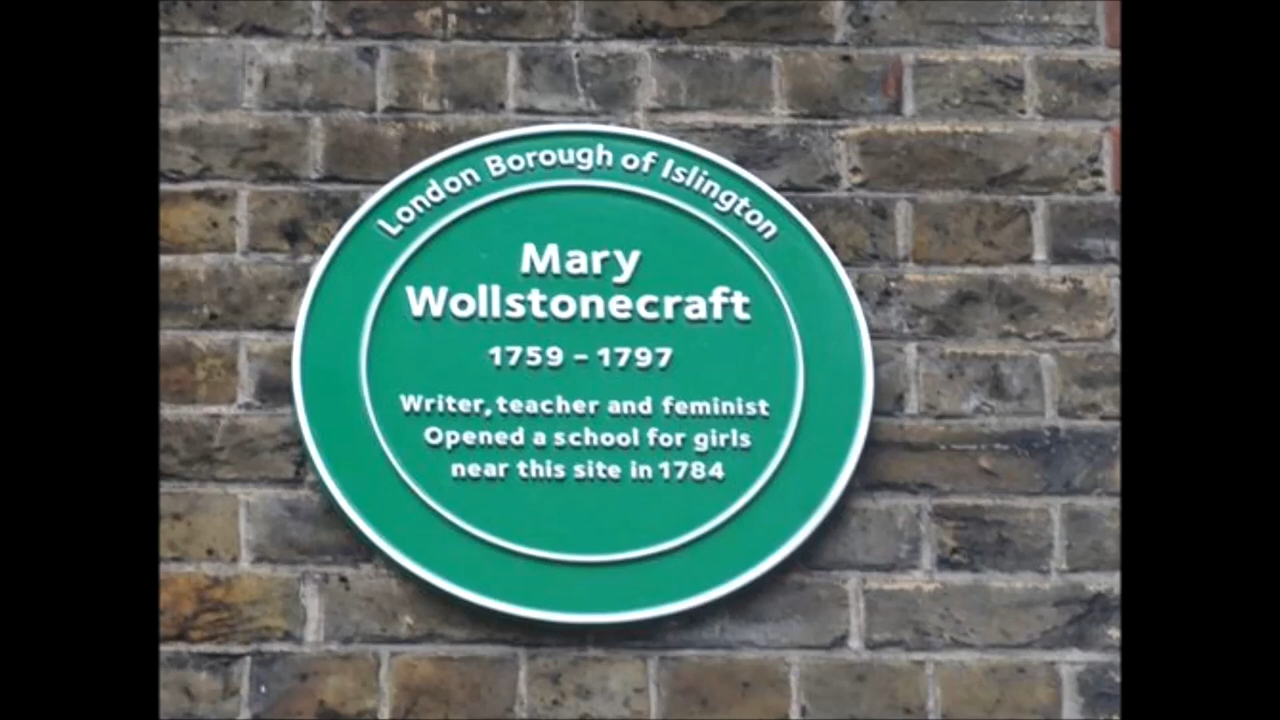 London Borough of Islington
Mary
Wollstonecraft
1759 – 1797
Writer, teacher and feminist
Opened a school for girls
near this site in 1784